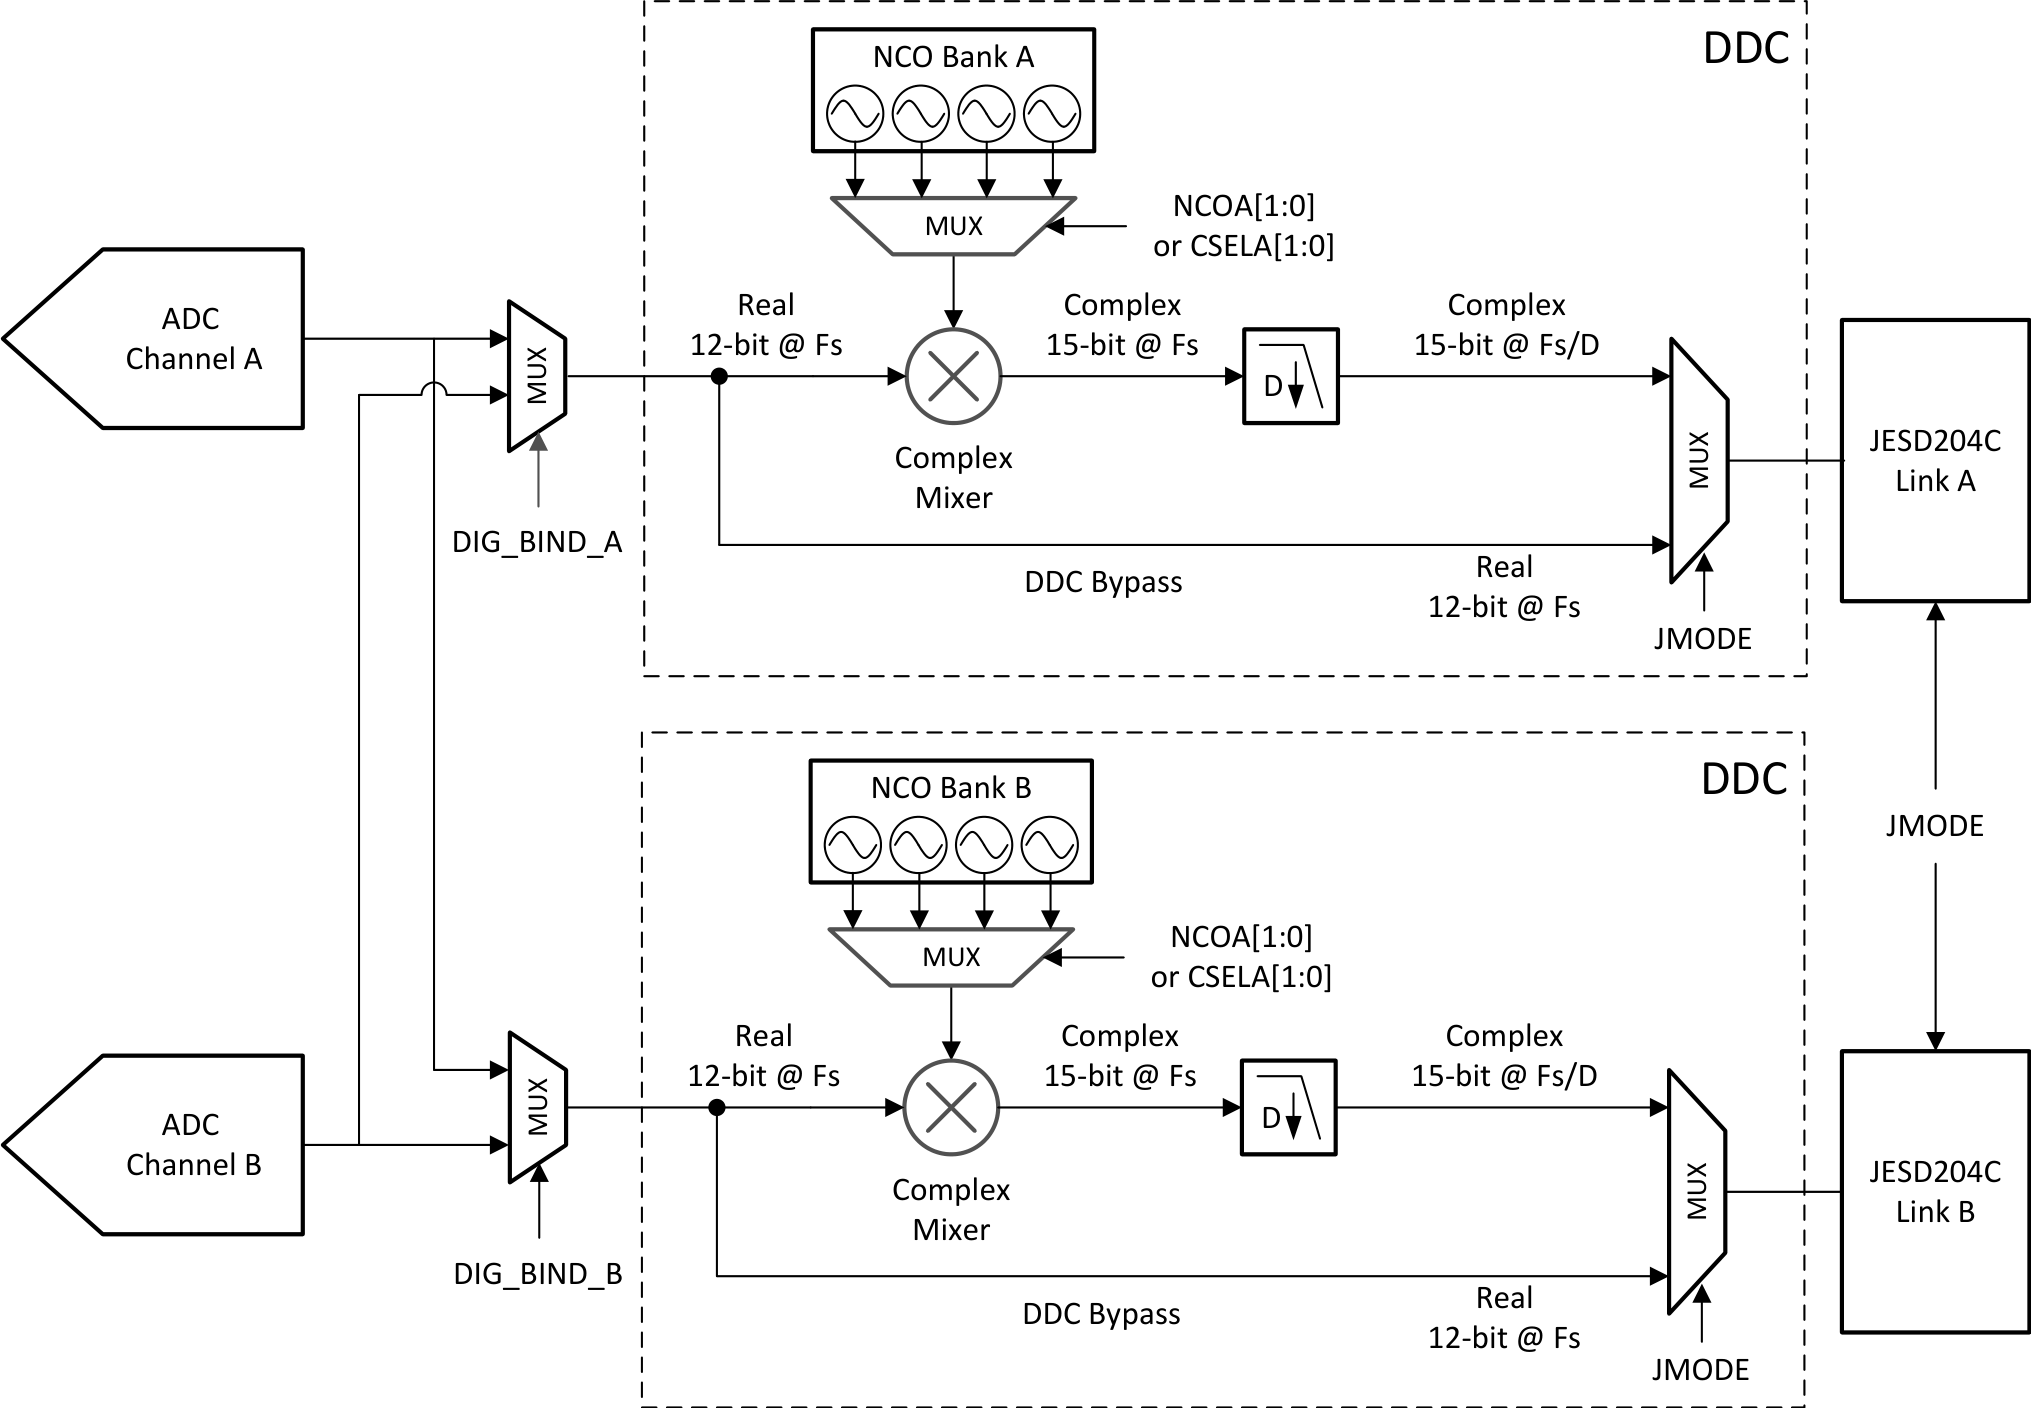 DDC
NCO Bank A
MUX
NCOA[1:0]
or CSELA[1:0]
ADC
Channel A
MUX
DIG_BIND_A
Real
12-bit @ Fs
Complex
Mixer
Complex
15-bit @ Fs
D
Complex
15-bit @ Fs/D
DDC Bypass
Real
12-bit @ Fs
MUX
JMODE
JESD204C
Link A
JMODE
DDC
NCO Bank B
MUX
NCOA[1:0]
or CSELA[1:0]
ADC
Channel B
MUX
DIG_BIND_B
Real
12-bit @ Fs
Complex
Mixer
Complex
15-bit @ Fs
D
Complex
15-bit @ Fs/D
DDC Bypass
Real
12-bit @ Fs
MUX
JMODE
JESD204C
Link B